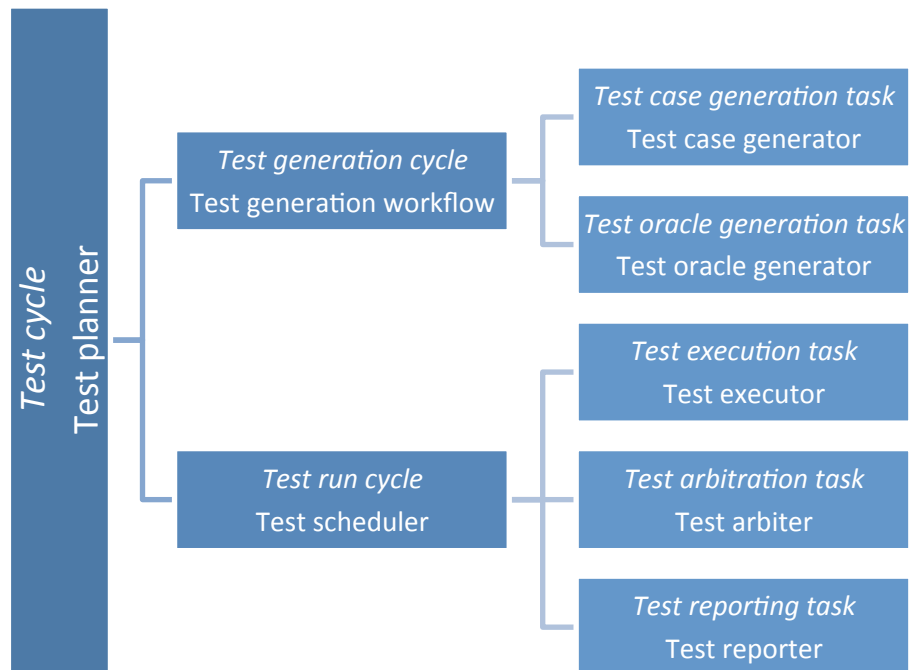 Test cycle
Test planner
Test generation cycle
Test generation workflow
Test case generation task
Test case generator
Test oracle generation task
Test oracle generator
Test run cycle
Test scheduler
Test execution task
Test executor
Test arbitration task
Test arbiter
Test reporting task
Test reporter